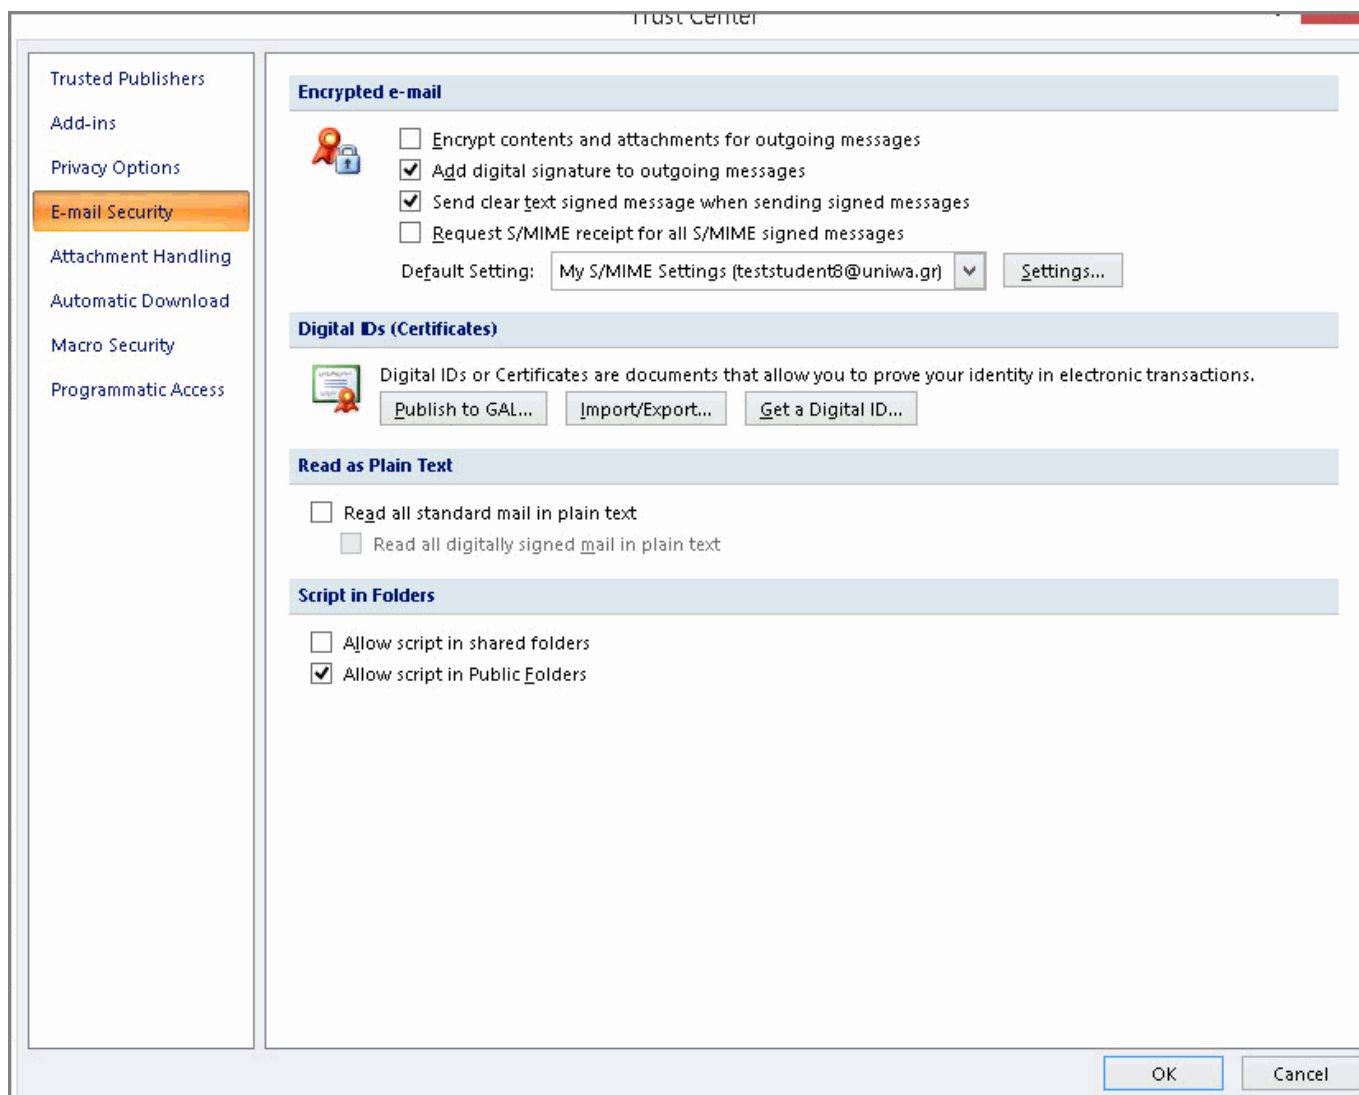 Trust Center
Trusted Publishers
Add-ins
Privacy Options
E-mail Security
Attachment Handling
Automatic Download
Macro Security
Programmatic Access
Encrypted e-mail
Encrypt contents and attachments for outgoing messages
Add digital signature to outgoing messages
Send clear text signed message when sending signed messages
Request S/MIME receipt for all S/MIME signed messages
Default Setting: My S/MIME Settings (teststudent8@uniwa.gr) Settings...
Digital IDs (Certificates)
Digital IDs or Certificates are documents that allow you to prove your identity in electronic transactions.
Publish to GAL... Import/Export... Get a Digital ID...
Read as Plain Text
Read all standard mail in plain text
Read all digitally signed mail in plain text
Script in Folders
Allow script in shared folders
Allow script in Public Folders
OK Cancel